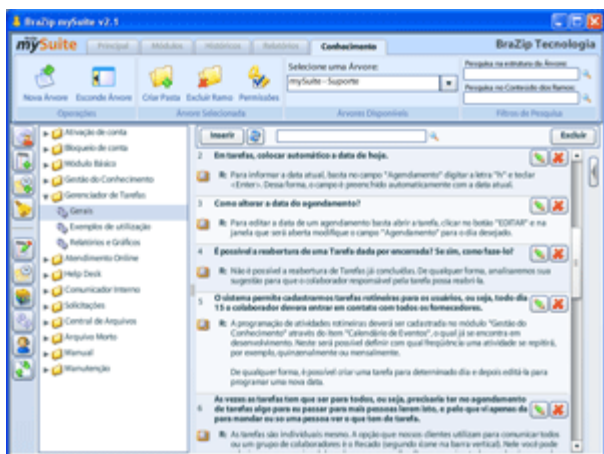 BraZip mySuite v2.1
mySuite
Principal
Módulos
Históricos
Relatórios
Conhecimento
BraZip Tecnologia
Nova Árvore
Esconde Árvore
Criar Pasta
Excluir Ramo
Permissões
Selecione uma Árvore:
mySuite - Suporte
Pesquisa na estrutura da Árvore:
Pesquisa no Conteúdo dos Ramos:
Operações
Árvore Selecionada
Árvores Disponíveis
Filtros de Pesquisa
Ativação de conta
Bloqueio de conta
Módulo Básico
Gestão do Conhecimento
Gerenciador de Tarefas
Gerais
Exemplos de utilização
Relatórios e Gráficos
Atendimento Online
Help Desk
Comunicador Interno
Solicitações
Central de Arquivos
Arquivo Morto
Manual
Manutenção
Inserir
Excluir
2 Em tarefas, colocar automático a data de hoje.
R: Para informar a data atual, basta no campo "Agendamento" digitar a letra "h" e teclar
<Enter>. Dessa forma, o campo é preenchido automaticamente com a data atual.
3 Como alterar a data do agendamento?
R: Para editar a data de um agendamento basta abrir a tarefa, clicar no botão "EDITAR" e na
janela que será aberta modifique o campo "Agendamento" para o dia desejado.
4 É possível a reabertura de uma Tarefa dada por encerrada? Se sim, como faze-lo?
R: Não é possível a reabertura de Tarefas já concluídas. De qualquer forma, analisaremos sua
sugestão para que o colaborador responsável pela tarefa possa reabrí-la.
5 O sistema permite cadastrarmos tarefas rotineiras para os usuários, ou seja, todo dia
15 o colaborador devera entrar em contato com todos os fornecedores.
R: A programação de atividades rotineiras deverá ser cadastrada no módulo "Gestão do
Conhecimento" através do item "Calendário de Eventos", o qual já se encontra em
desenvolvimento. Neste será possível definir com qual freqüência uma atividade se repitirá,
por exemplo, quinzenalmente ou mensalmente.
De qualquer forma, é possível criar uma tarefa para determinado dia e depois editá-la para
programar uma nova data.
6 As vezes as tarefas tem que ser para todos, ou seja, precisaria ter no agendamento
de tarefas algo para eu passar para mais pessoas lerem isto, e pelo que vi apenas da
para mandar ou so uma pessoa ver o que tem da tarefa.
R: As tarefas são individuais mesmo. A opção que nossos clientes utilizam para comunicar todos
ou um grupo de colaboradores é o Recado (segundo ícone na barra vertical). Nele você pode